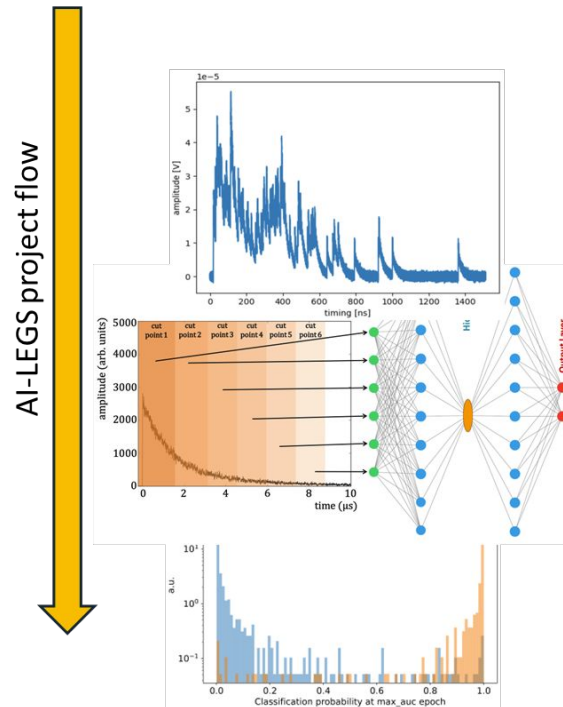 AI-LEGS project flow
1e−5
5
4
3
2
1
0
amplitude [V]
0 200 400 600 800 1000 1200 1400
timing [ns]
5000
4000
3000
2000
1000
0
amplitude (arb. units)
cut cut cut cut cut cut
point 1 point 2 point 3 point 4 point 5 point 6
0 2 4 6 8 10
time (μs)
a.u.
10¹
10⁰
10⁻¹
0.0 0.2 0.4 0.6 0.8 1.0
Classification probability at max_auc epoch